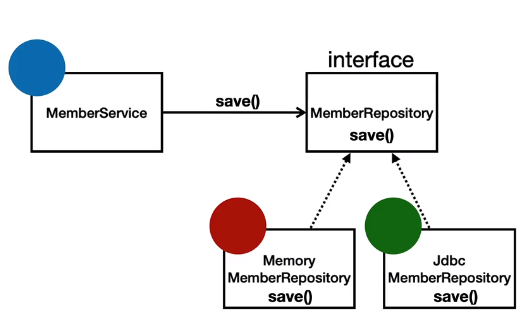 interface
MemberService
save()
MemberRepository
save()
Memory
MemberRepository
save()
Jdbc
MemberRepository
save()